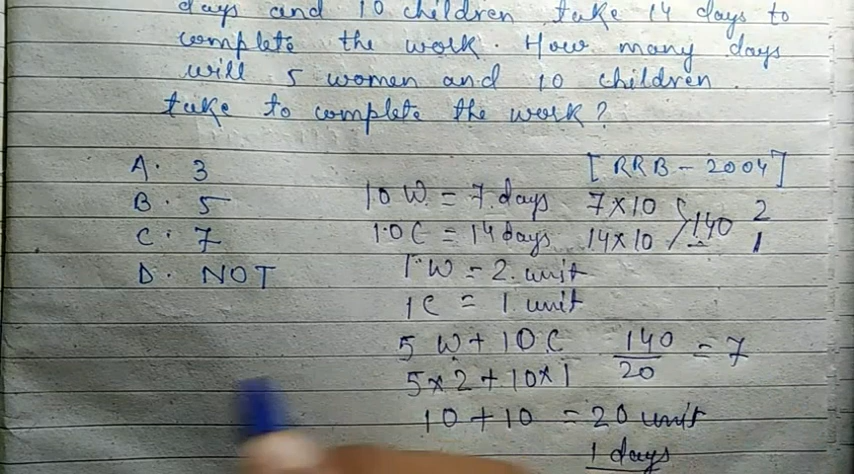 days and 10 children take 14 days to
complete the work. How many days
will 5 women and 10 children
take to complete the work?
[RRB - 2004]
A. 3
B. 5
C. 7
D. NOT
10 W = 7 days 7×10
10C = 14 days 14×10 140 2
1
1W = 2 unit
1C = 1 unit
5 W + 10 C 140/20 = 7
5×2 + 10×1
10 + 10 = 20 unit
1 days